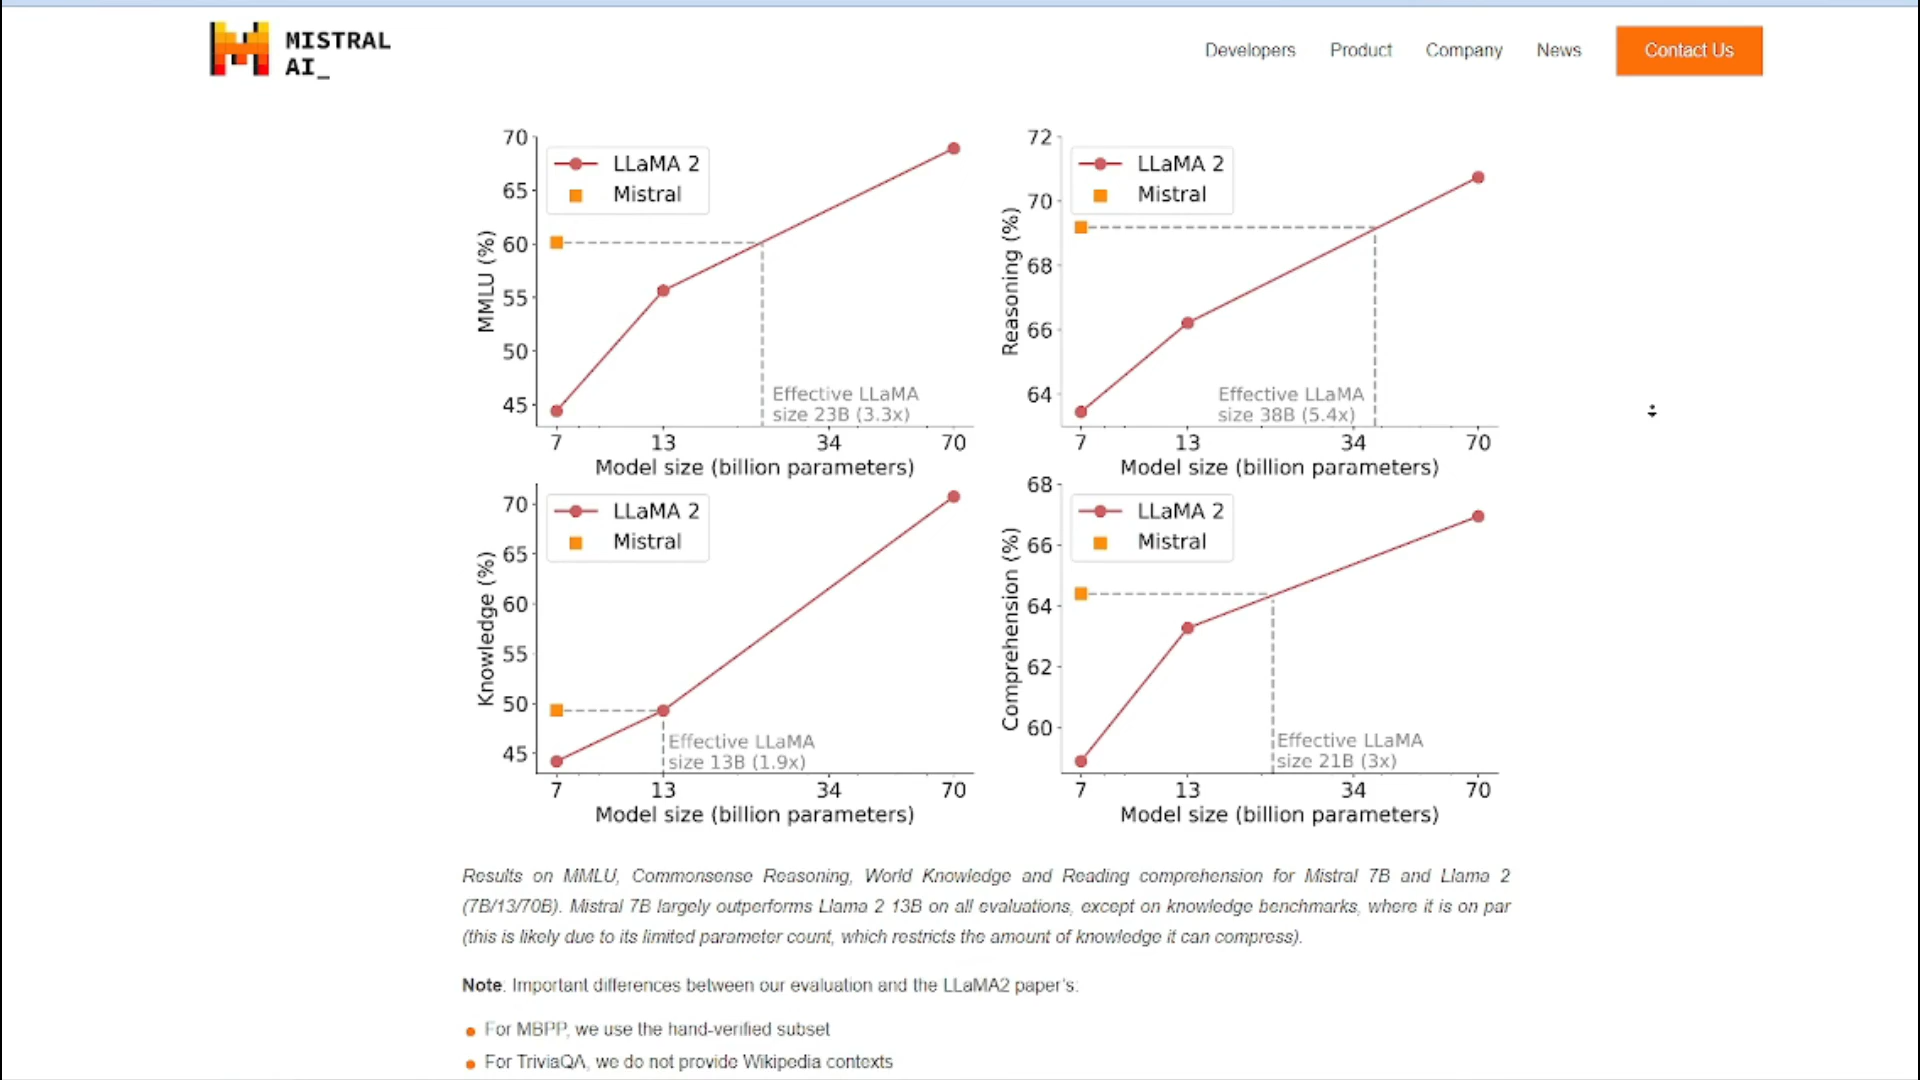 MISTRAL
AI_
Developers
Product
Company
News
Contact Us
70
65
60
55
50
45
MMLU (%)
LLaMA 2
Mistral
Effective LLaMA
size 23B (3.3x)
7
13
34
70
Model size (billion parameters)
72
70
68
66
64
Reasoning (%)
LLaMA 2
Mistral
Effective LLaMA
size 38B (5.4x)
7
13
34
70
Model size (billion parameters)
70
65
60
55
50
45
Knowledge (%)
LLaMA 2
Mistral
Effective LLaMA
size 13B (1.9x)
7
13
34
70
Model size (billion parameters)
68
66
64
62
60
Comprehension (%)
LLaMA 2
Mistral
Effective LLaMA
size 21B (3x)
7
13
34
70
Model size (billion parameters)
Results on MMLU, Commonsense Reasoning, World Knowledge and Reading comprehension for Mistral 7B and Llama 2
(7B/13/70B). Mistral 7B largely outperforms Llama 2 13B on all evaluations, except on knowledge benchmarks, where it is on par
(this is likely due to its limited parameter count, which restricts the amount of knowledge it can compress).
Note: Important differences between our evaluation and the LLaMA2 paper's:
For MBPP, we use the hand-verified subset
For TriviaQA, we do not provide Wikipedia contexts